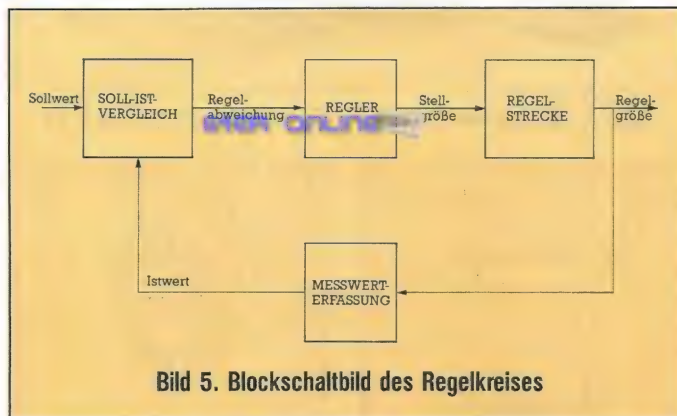 Sollwert
SOLL-IST-
VERGLEICH
Regel-
abweichung
REGLER
Stell-
größe
REGEL-
STRECKE
Regel-
größe
Istwert
MESSWERT-
ERFASSUNG
Bild 5. Blockschaltbild des Regelkreises